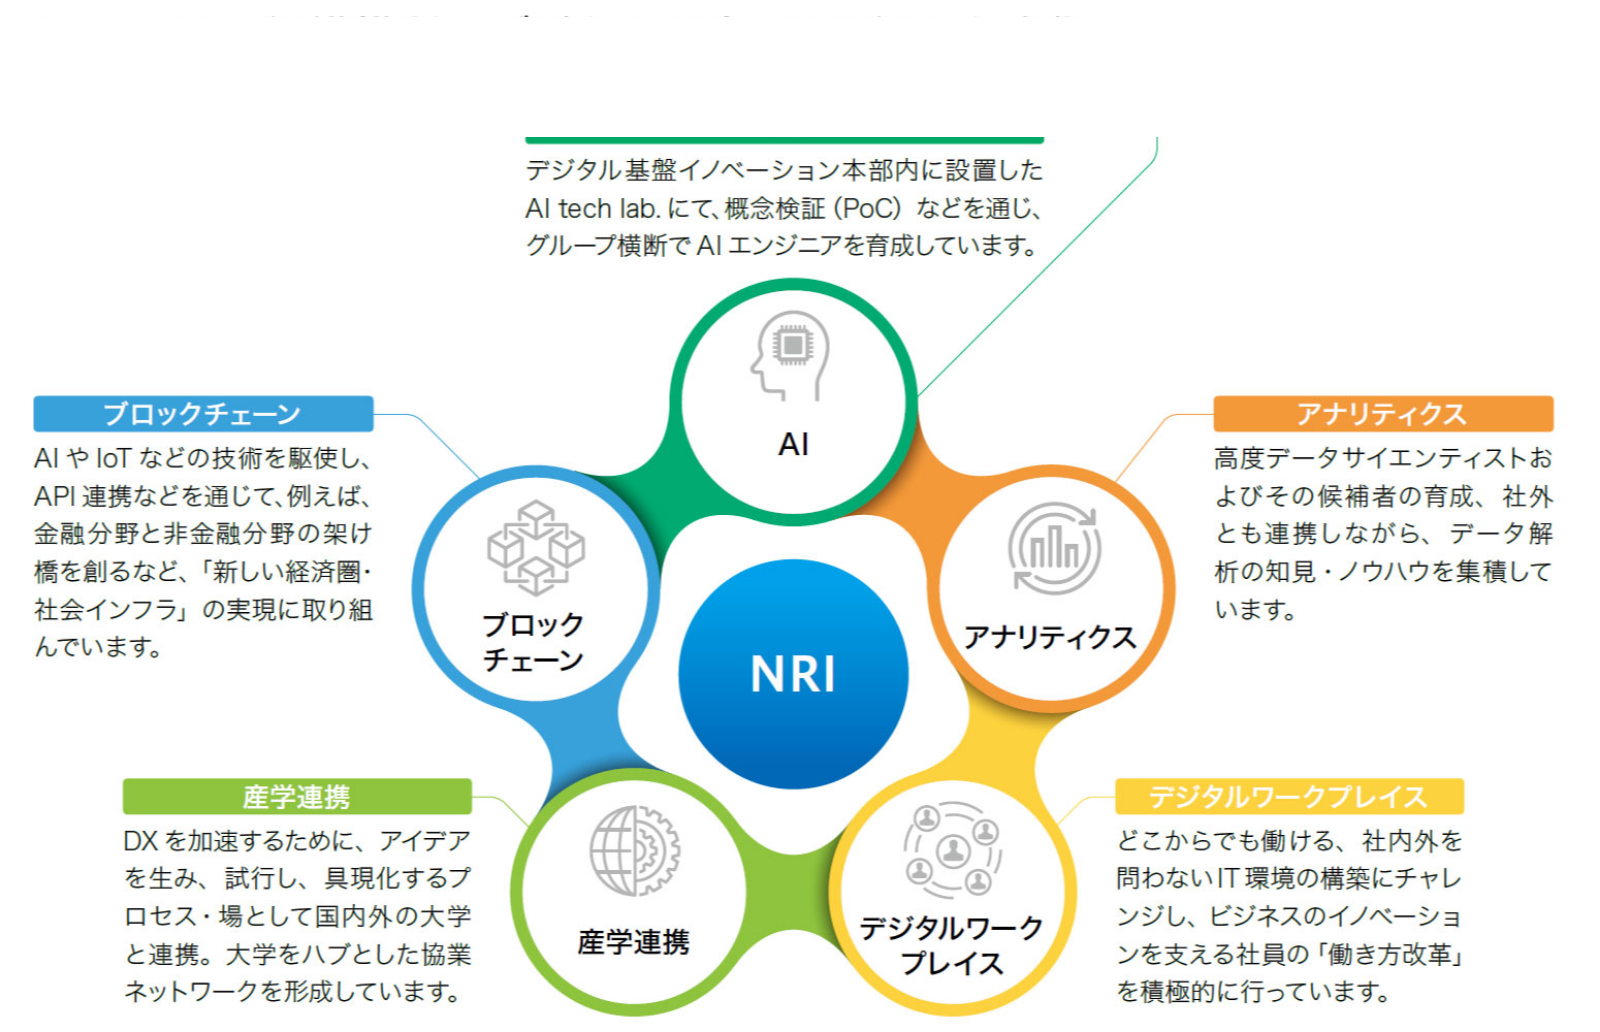 デジタル基盤イノベーション本部内に設置した
AI tech lab. にて、概念検証（PoC）などを通じ、
グループ横断で AI エンジニアを育成しています。
AI
ブロックチェーン
AI や IoT などの技術を駆使し、
API 連携などを通じて、例えば、
金融分野と非金融分野の架け
橋を創るなど、「新しい経済圏・
社会インフラ」の実現に取り組
んでいます。
ブロック
チェーン
アナリティクス
高度データサイエンティストお
よびその候補者の育成、社外
とも連携しながら、データ解
析の知見・ノウハウを集積して
います。
アナリティクス
NRI
産学連携
DX を加速するために、アイデア
を生み、試行し、具現化するプ
ロセス・場として国内外の大学
と連携。大学をハブとした協業
ネットワークを形成しています。
産学連携
デジタルワーク
プレイス
デジタルワークプレイス
どこからでも働ける、社内外を
問わないIT 環境の構築にチャレ
ンジし、ビジネスのイノベーショ
ンを支える社員の「働き方改革」
を積極的に行っています。